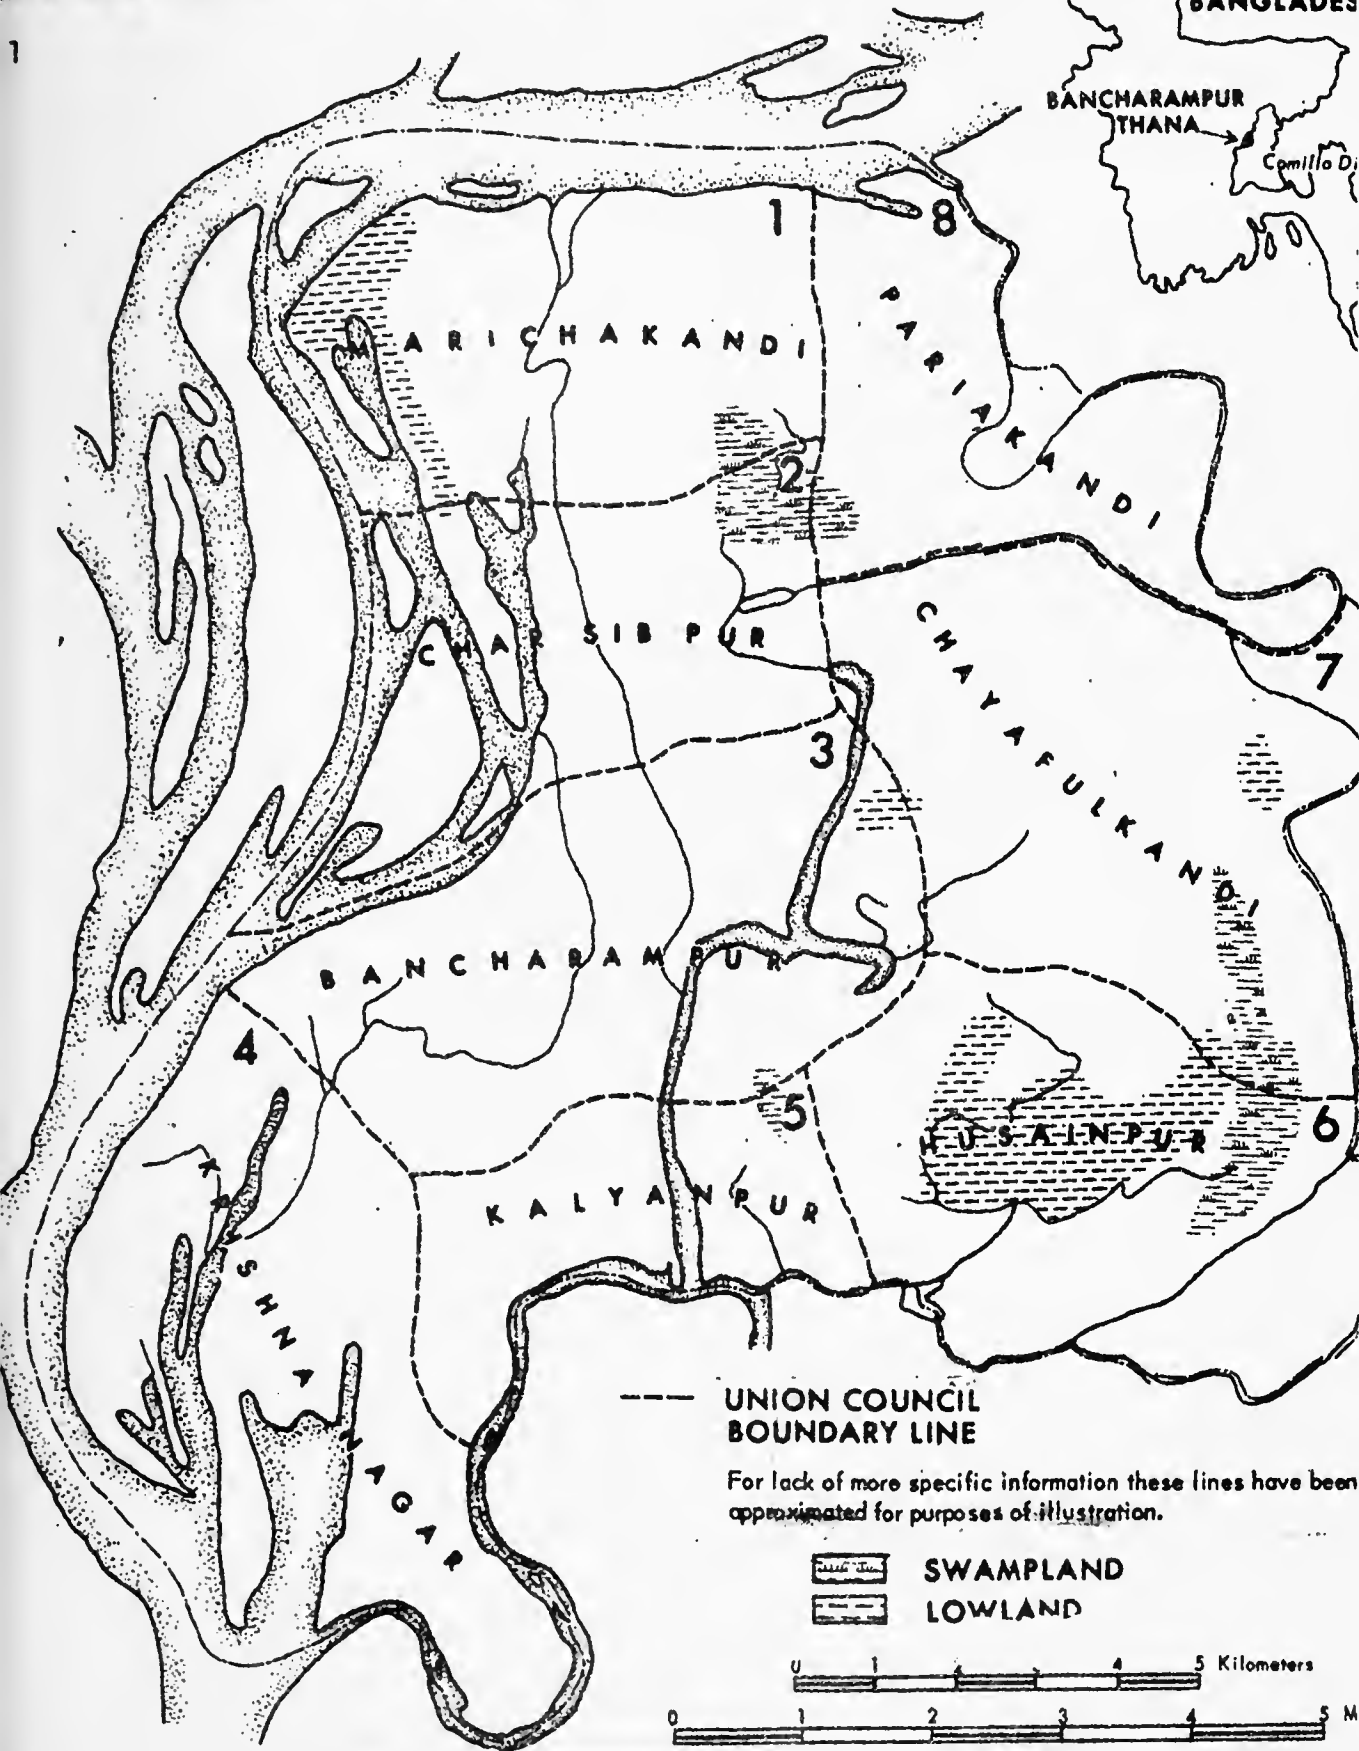 1
BANGLADES
BANCHARAMPUR
THANA
Comilla Di
1
8
MARICHAKANDI
PARIAKANDI
2
CHAR SIBPUR
CHAYAFULKANDI
7
3
BANCHARAMPUR
4
5
HUSAINPUR
6
KALYANPUR
KRISHNANAGAR
UNION COUNCIL
BOUNDARY LINE
For lack of more specific information these lines have been
approximated for purposes of illustration.
SWAMPLAND
LOWLAND
0 1 2 3 4 5 Kilometers
0 1 2 3 4 5 M